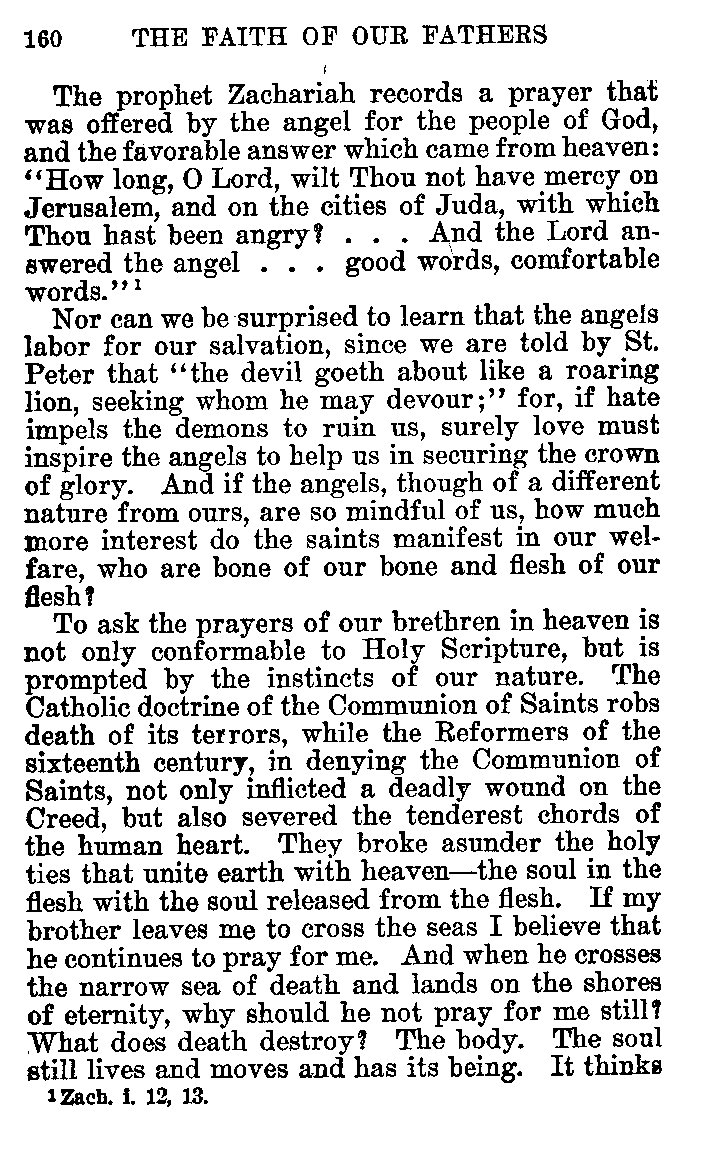 160 THE FAITH OF OUR FATHERS
The prophet Zachariah records a prayer that
was offered by the angel for the people of God,
and the favorable answer which came from heaven:
"How long, O Lord, wilt Thou not have mercy on
Jerusalem, and on the cities of Juda, with which
Thou hast been angry? . . . And the Lord an-
swered the angel . . . good words, comfortable
words."¹
Nor can we be surprised to learn that the angels
labor for our salvation, since we are told by St.
Peter that "the devil goeth about like a roaring
lion, seeking whom he may devour;" for, if hate
impels the demons to ruin us, surely love must
inspire the angels to help us in securing the crown
of glory. And if the angels, though of a different
nature from ours, are so mindful of us, how much
more interest do the saints manifest in our wel-
fare, who are bone of our bone and flesh of our
flesh?
To ask the prayers of our brethren in heaven is
not only conformable to Holy Scripture, but is
prompted by the instincts of our nature. The
Catholic doctrine of the Communion of Saints robs
death of its terrors, while the Reformers of the
sixteenth century, in denying the Communion of
Saints, not only inflicted a deadly wound on the
Creed, but also severed the tenderest chords of
the human heart. They broke asunder the holy
ties that unite earth with heaven—the soul in the
flesh with the soul released from the flesh. If my
brother leaves me to cross the seas I believe that
he continues to pray for me. And when he crosses
the narrow sea of death and lands on the shores
of eternity, why should he not pray for me still?
What does death destroy? The body. The soul
still lives and moves and has its being. It thinks
¹ Zach. i. 12, 13.